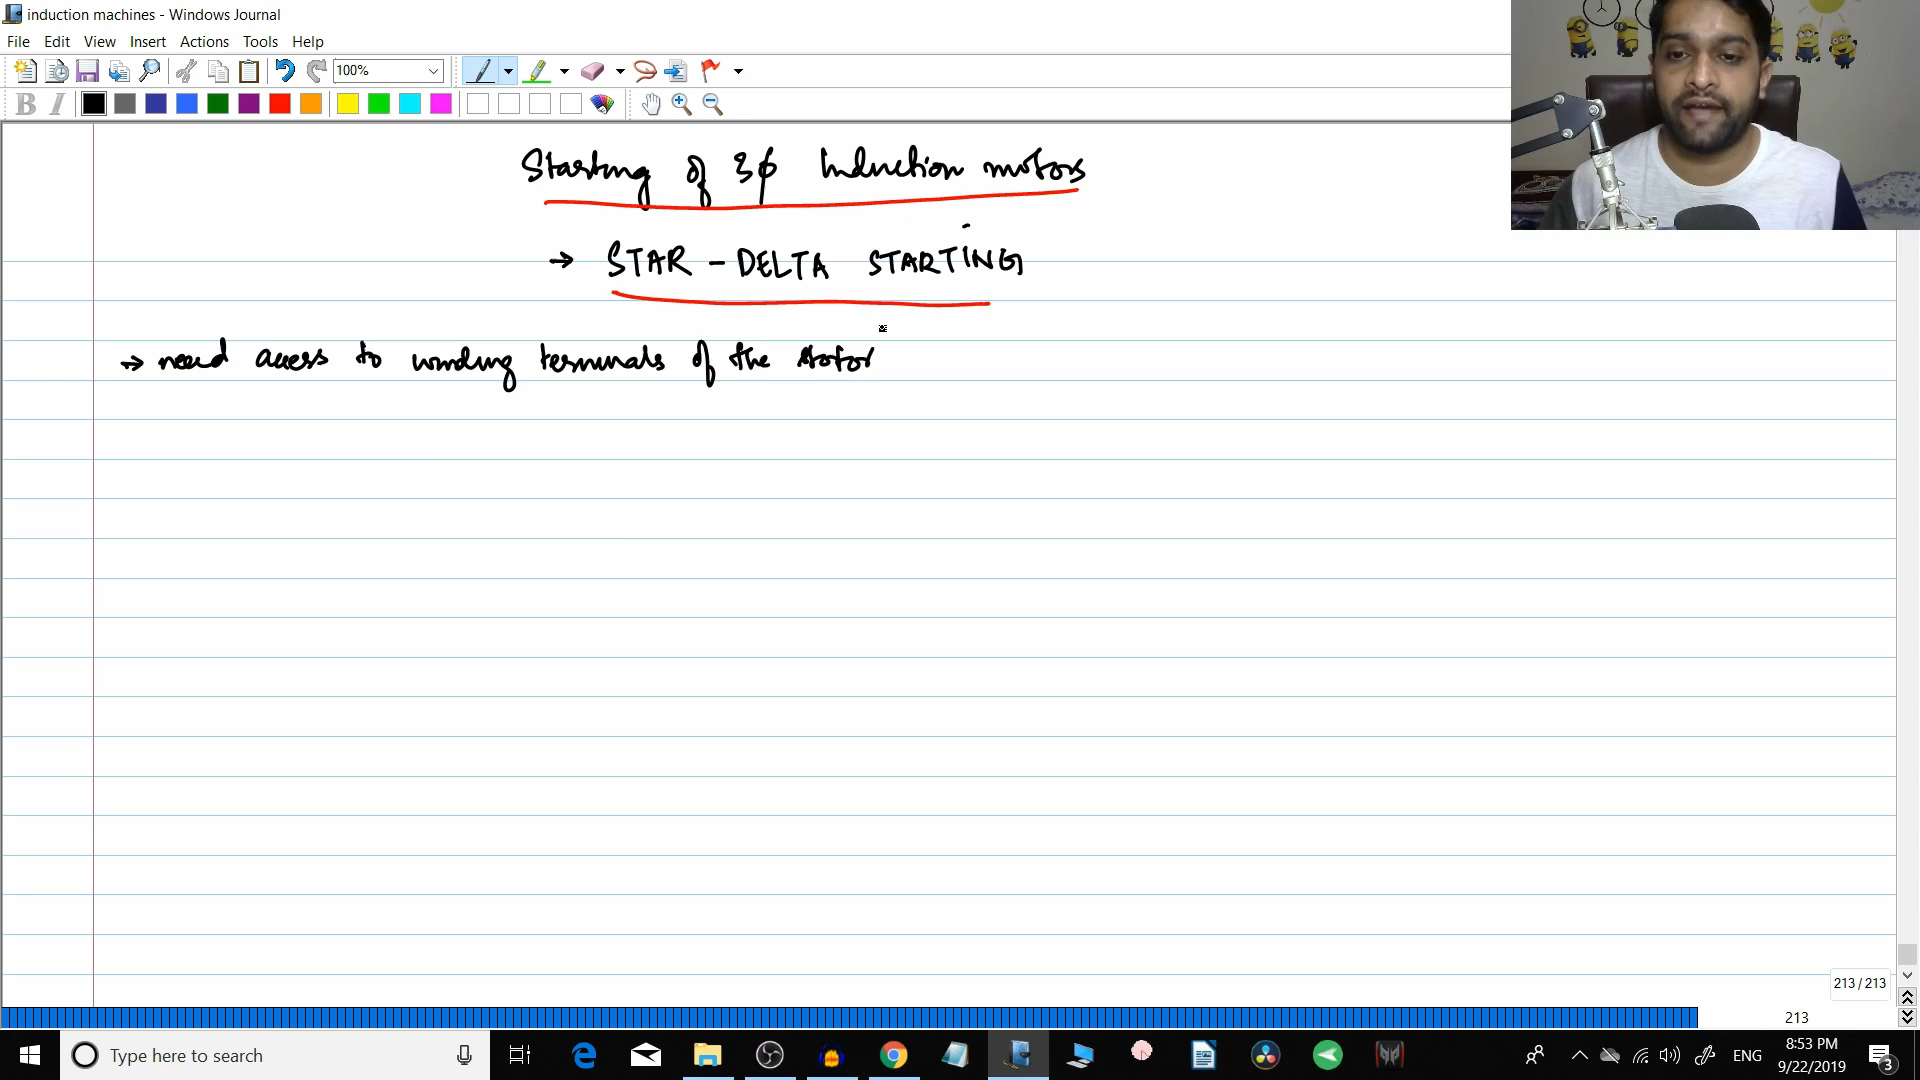 induction machines - Windows Journal
File Edit View Insert Actions Tools Help
100%
B I
Starting of 3ϕ Induction motors
→ STAR - DELTA STARTING
→ need access to winding terminals of the stator
213 / 213
213
Type here to search
ENG
8:53 PM
9/22/2019
3